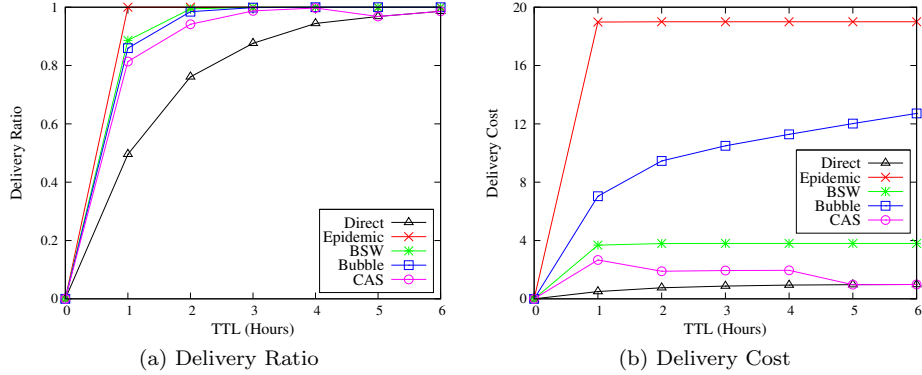 1
0.8
0.6
0.4
0.2
0
Delivery Ratio
Direct
Epidemic
BSW
Bubble
CAS
0 1 2 3 4 5 6
TTL (Hours)
(a) Delivery Ratio
20
16
12
8
4
0
Delivery Cost
Direct
Epidemic
BSW
Bubble
CAS
0 1 2 3 4 5 6
TTL (Hours)
(b) Delivery Cost